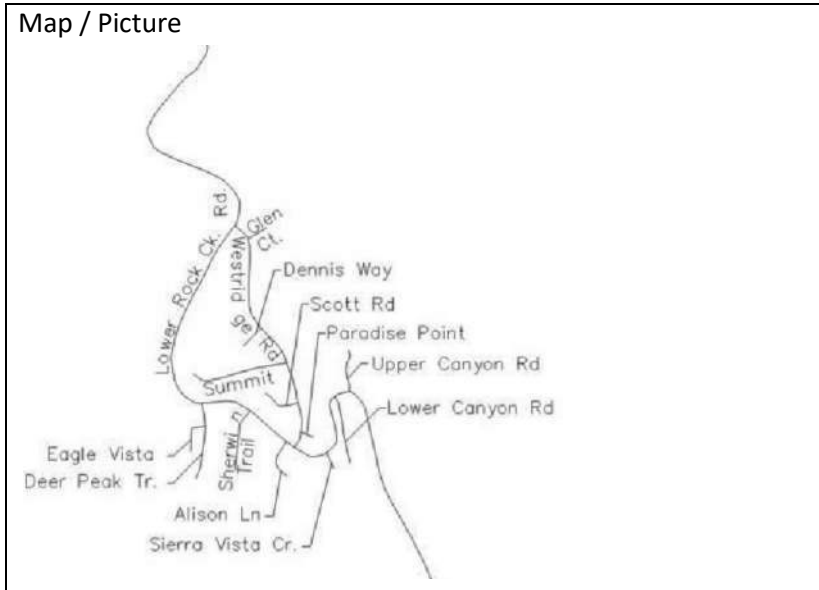 Map / Picture
Lower Rock Ck. Rd.
Glen Ct.
Westridge Rd
Dennis Way
Scott Rd
Paradise Point
Upper Canyon Rd
Summit
Lower Canyon Rd
Sherwin Trail
Eagle Vista
Deer Peak Tr.
Alison Ln
Sierra Vista Cr.